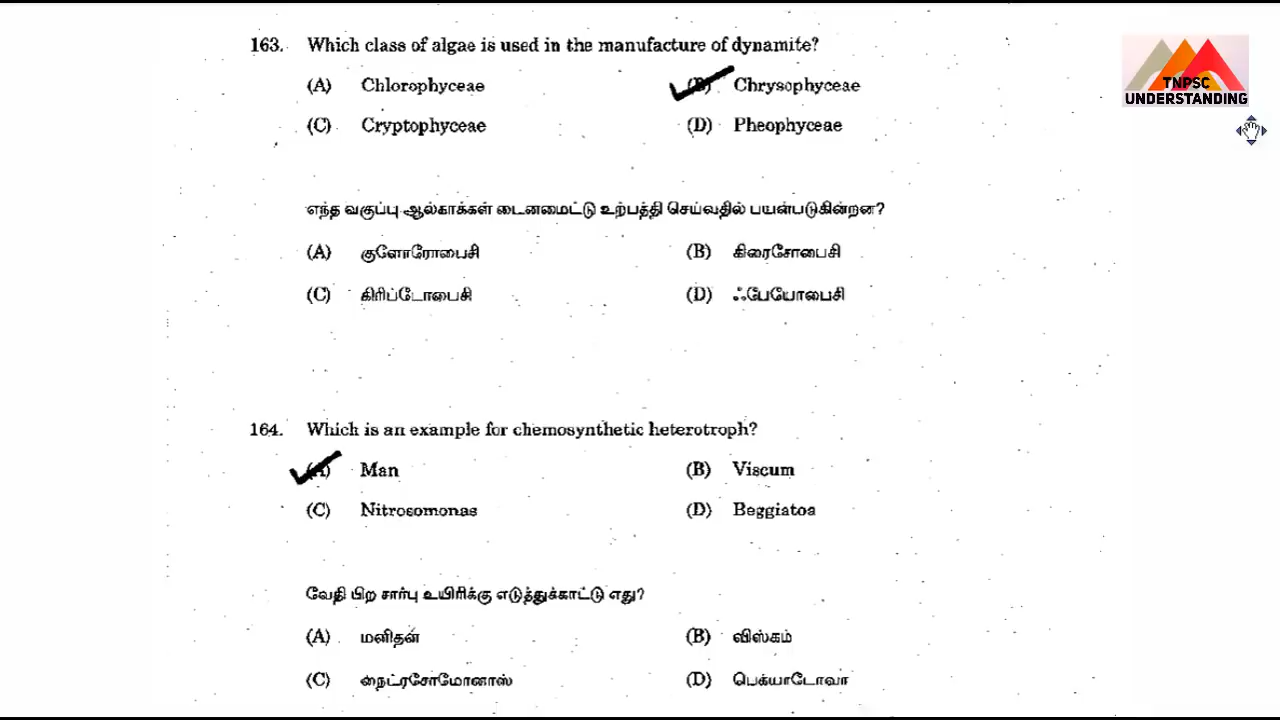 163. Which class of algae is used in the manufacture of dynamite?
(A) Chlorophyceae (B) Chrysophyceae
(C) Cryptophyceae (D) Pheophyceae
எந்த வகுப்பு ஆல்காக்கள் டைனமைட்டு உற்பத்தி செய்வதில் பயன்படுகின்றன?
(A) குளோரோபைசி (B) கிரைசோபைசி
(C) கிரிப்டோபைசி (D) ஃபேயோபைசி
164. Which is an example for chemosynthetic heterotroph?
(A) Man (B) Viscum
(C) Nitrosomonas (D) Beggiatoa
வேதி பிற சார்பு உயிரிக்கு எடுத்துக்காட்டு எது?
(A) மனிதன் (B) விஸ்கம்
(C) நைட்ரசோமோனாஸ் (D) பெக்யாடோவா
TNPSC
UNDERSTANDING